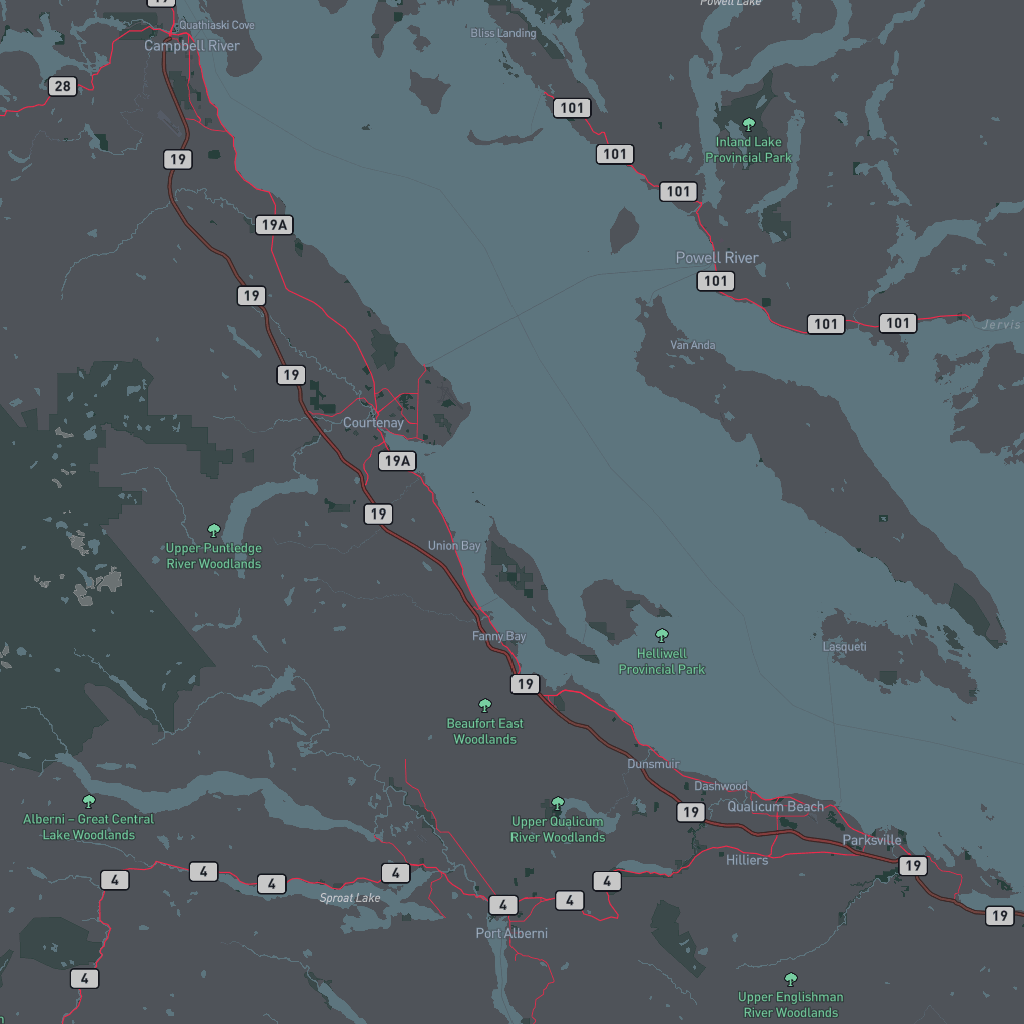 19
Powell Lake
Quathiaski Cove
Bliss Landing
Campbell River
28
101
Inland Lake
Provincial Park
101
19
101
19A
Powell River
101
19
101
101
Jervis
Van Anda
19
Courtenay
19A
19
Upper Puntledge
River Woodlands
Union Bay
Fanny Bay
Helliwell
Provincial Park
Lasqueti
19
Beaufort East
Woodlands
Dunsmuir
Dashwood
Qualicum Beach
19
Alberni – Great Central
Lake Woodlands
Upper Qualicum
River Woodlands
Parksville
Hilliers
19
4
4
4
4
4
Sproat Lake
4
4
19
Port Alberni
4
Upper Englishman
River Woodlands